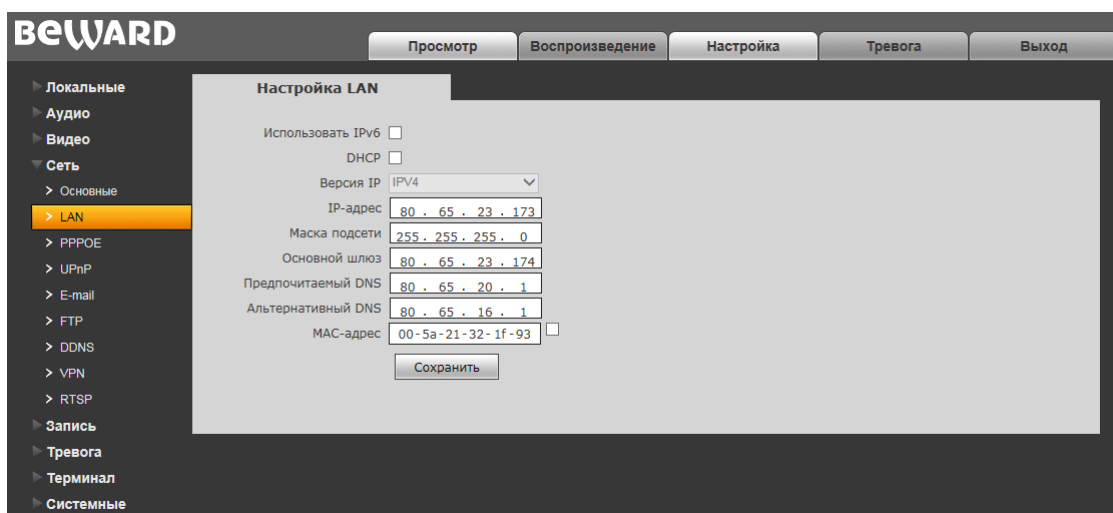 BEWARD
Просмотр Воспроизведение Настройка Тревога Выход
Локальные
Аудио
Видео
Сеть
Основные
LAN
PPPOE
UPnP
E-mail
FTP
DDNS
VPN
RTSP
Запись
Тревога
Терминал
Системные
Настройка LAN
Использовать IPv6
DHCP
Версия IP IPV4
IP-адрес 80 . 65 . 23 . 173
Маска подсети 255 . 255 . 255 . 0
Основной шлюз 80 . 65 . 23 . 174
Предпочитаемый DNS 80 . 65 . 20 . 1
Альтернативный DNS 80 . 65 . 16 . 1
MAC-адрес 00-5a-21-32-1f-93
Сохранить